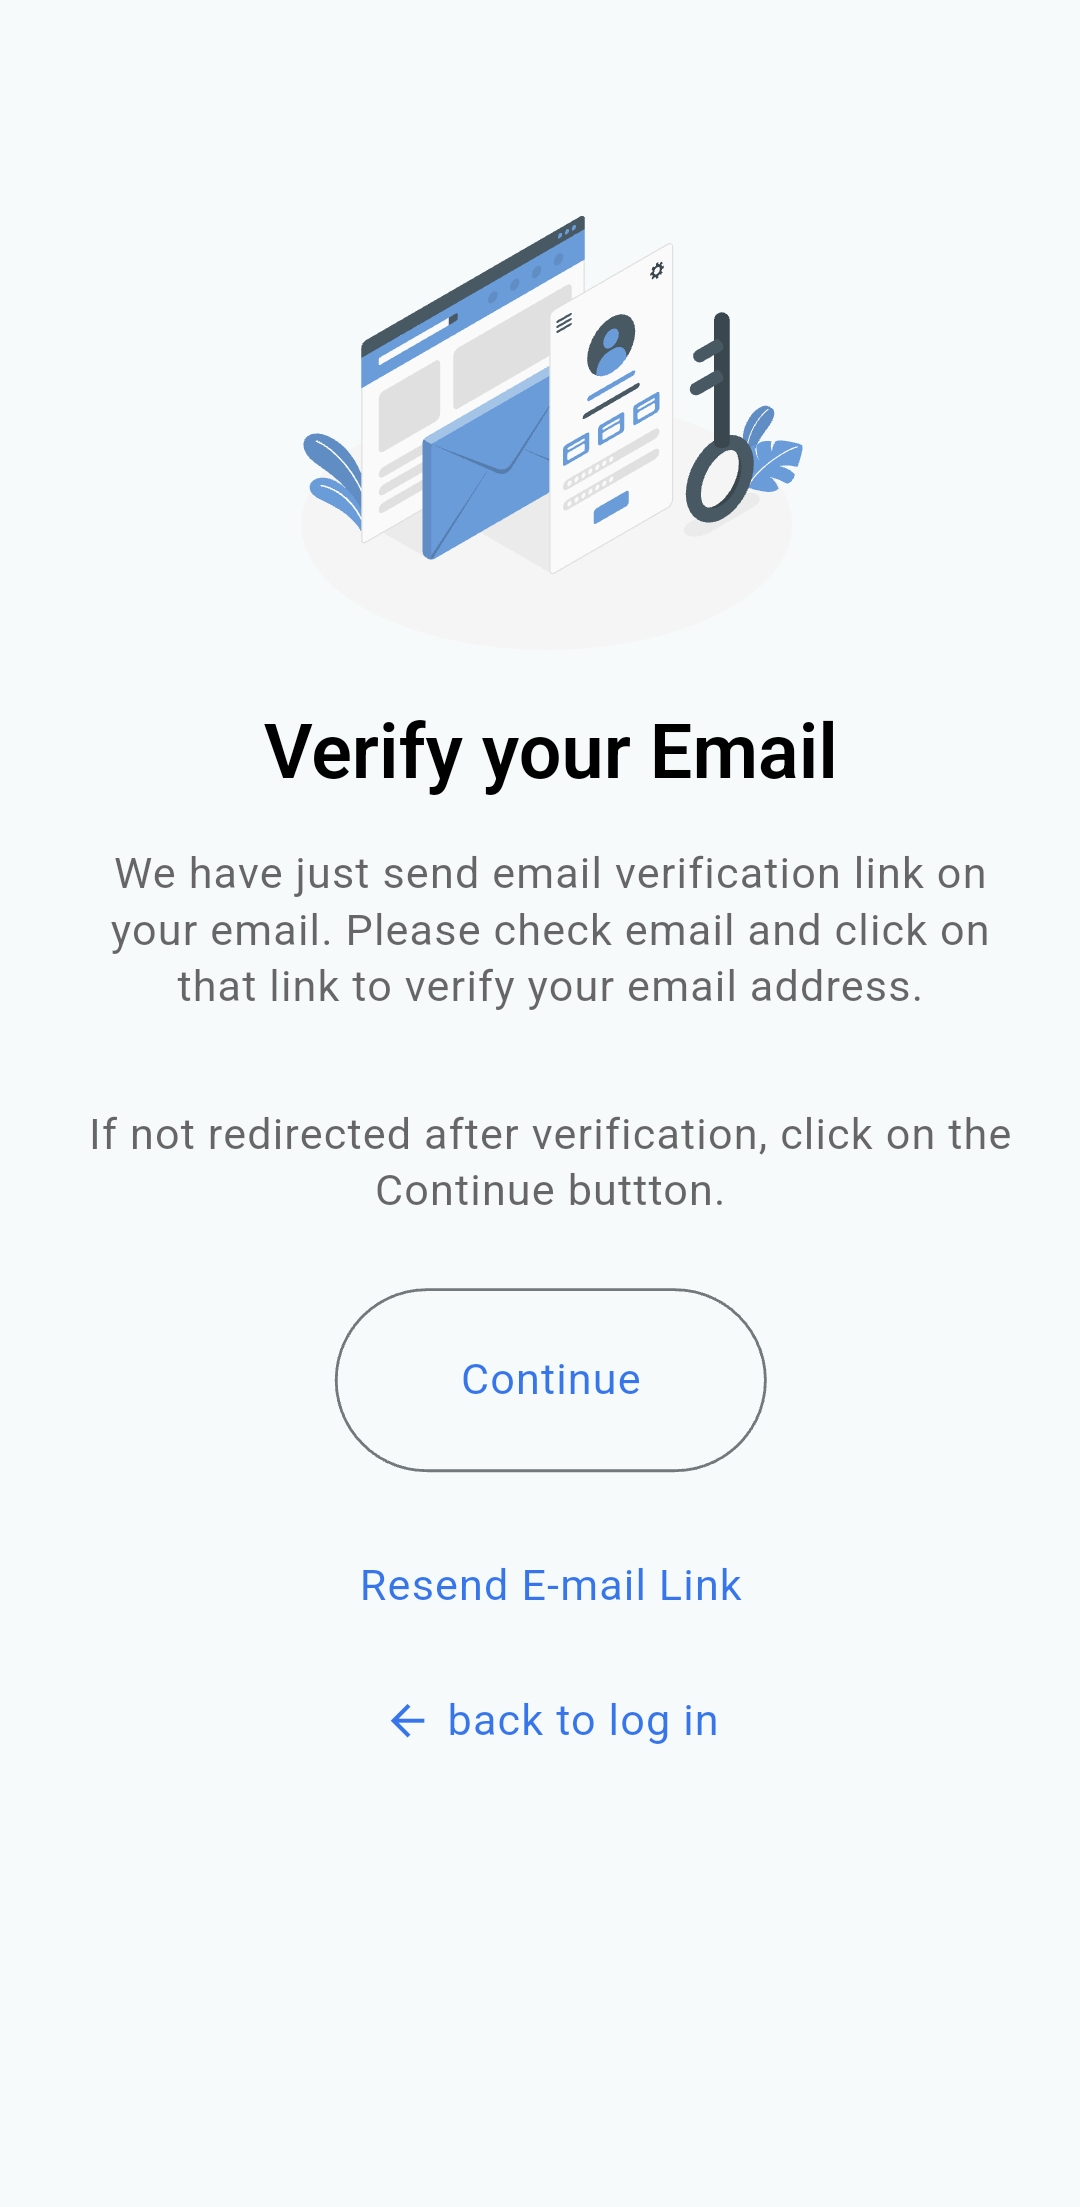 Verify your Email
We have just send email verification link on
your email. Please check email and click on
that link to verify your email address.
If not redirected after verification, click on the
Continue buttton.
Continue
Resend E-mail Link
← back to log in